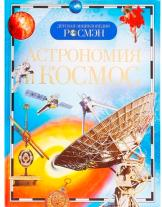 ДЕТСКАЯ ЭНЦИКЛОПЕДИЯ
РОСМЭН
АСТРОНОМИЯ
И КОСМОС